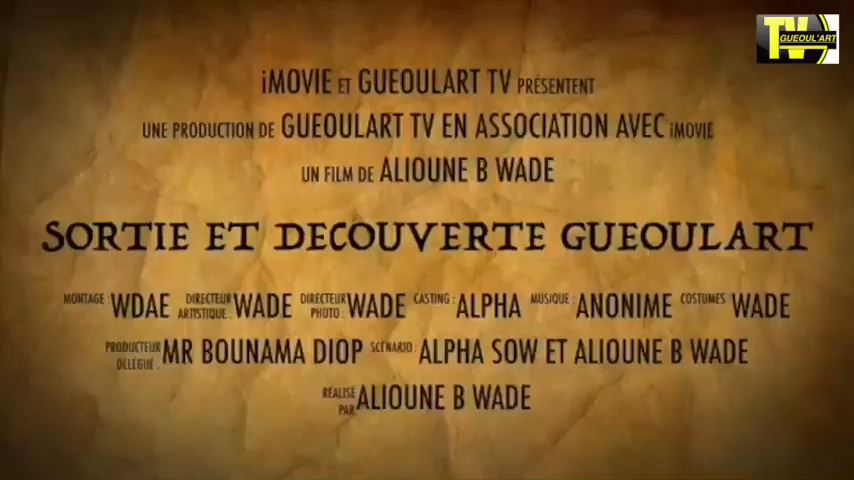 TV
GUEOUL'ART
iMOVIE ET GUEOULART TV PRÉSENTENT
UNE PRODUCTION DE GUEOULART TV EN ASSOCIATION AVEC iMOVIE
UN FILM DE ALIOUNE B WADE
SORTIE ET DECOUVERTE GUEOULART
MONTAGE : WDAE DIRECTEUR ARTISTIQUE : WADE DIRECTEUR PHOTO : WADE CASTING : ALPHA MUSIQUE : ANONIME COSTUMES WADE
PRODUCTEUR DÉLÉGUÉ : MR BOUNAMA DIOP SCÉNARIO : ALPHA SOW ET ALIOUNE B WADE
RÉALISÉ PAR ALIOUNE B WADE